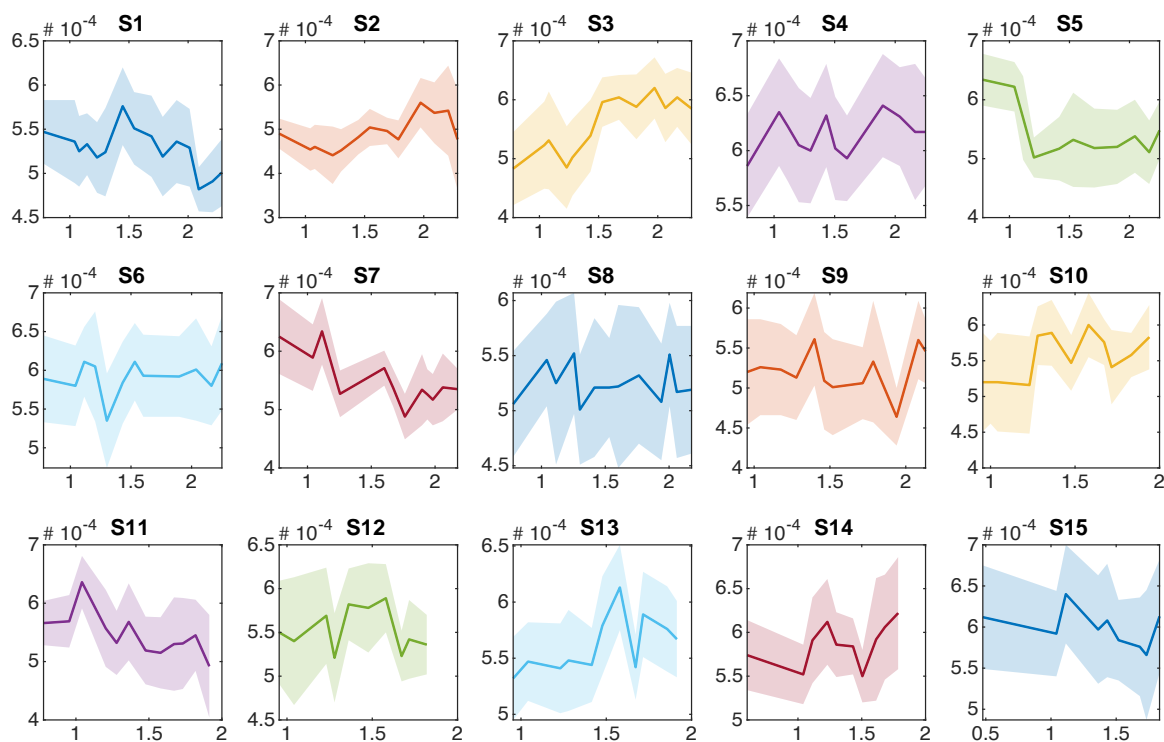 # 10^-4 S1 # 10^-4 S2 # 10^-4 S3 # 10^-4 S4 # 10^-4 S5
6.5 7 7 7 7
6 6 6.5 6
5.5 5 6 6 5
5 4 5
4.5 3 4 5.5 4
1 1.5 2 1 1.5 2 1 1.5 2 1 1.5 2 1 1.5 2
# 10^-4 S6 # 10^-4 S7 # 10^-4 S8 # 10^-4 S9 # 10^-4 S10
7 7 6 6 6
6.5 6 5.5 5.5 5.5
6 5 5
5.5 5 5 4.5 4.5
5 4 4.5 4 4
1 1.5 2 1 1.5 2 1 1.5 2 1 1.5 2 1 1.5 2
# 10^-4 S11 # 10^-4 S12 # 10^-4 S13 # 10^-4 S14 # 10^-4 S15
7 6.5 6.5 7 7
6 6 6 6.5 6.5
5 5.5 5.5 6 6
5 5.5 5.5
4 4.5 5 5 5
1 1.5 2 1 1.5 2 1 1.5 2 1 1.5 2 0.5 1 1.5